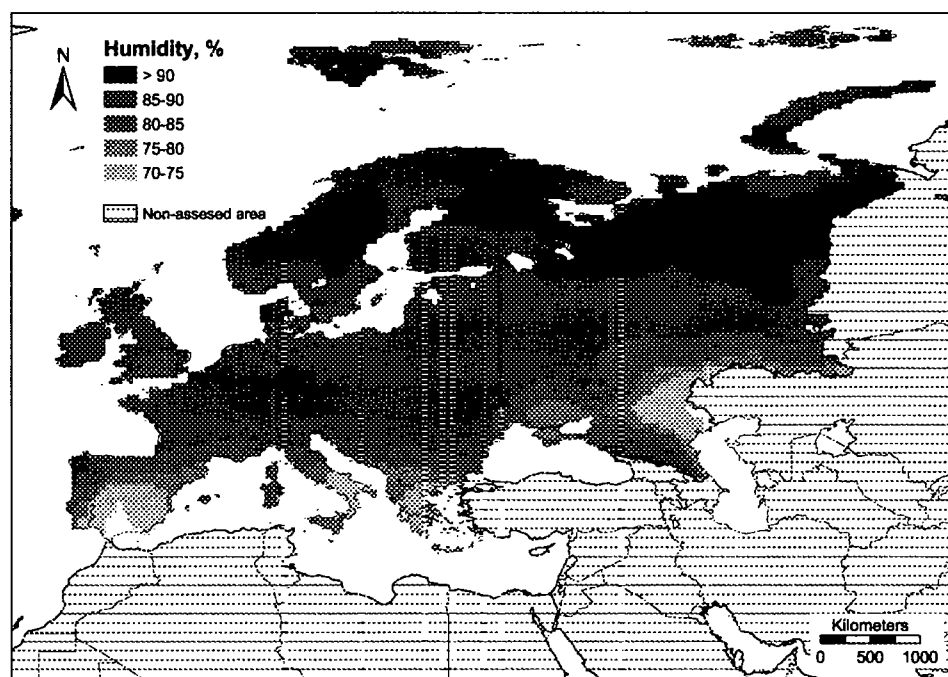 Humidity, %
N
> 90
85-90
80-85
75-80
70-75
Non-assesed area
Kilometers
0 500 1000